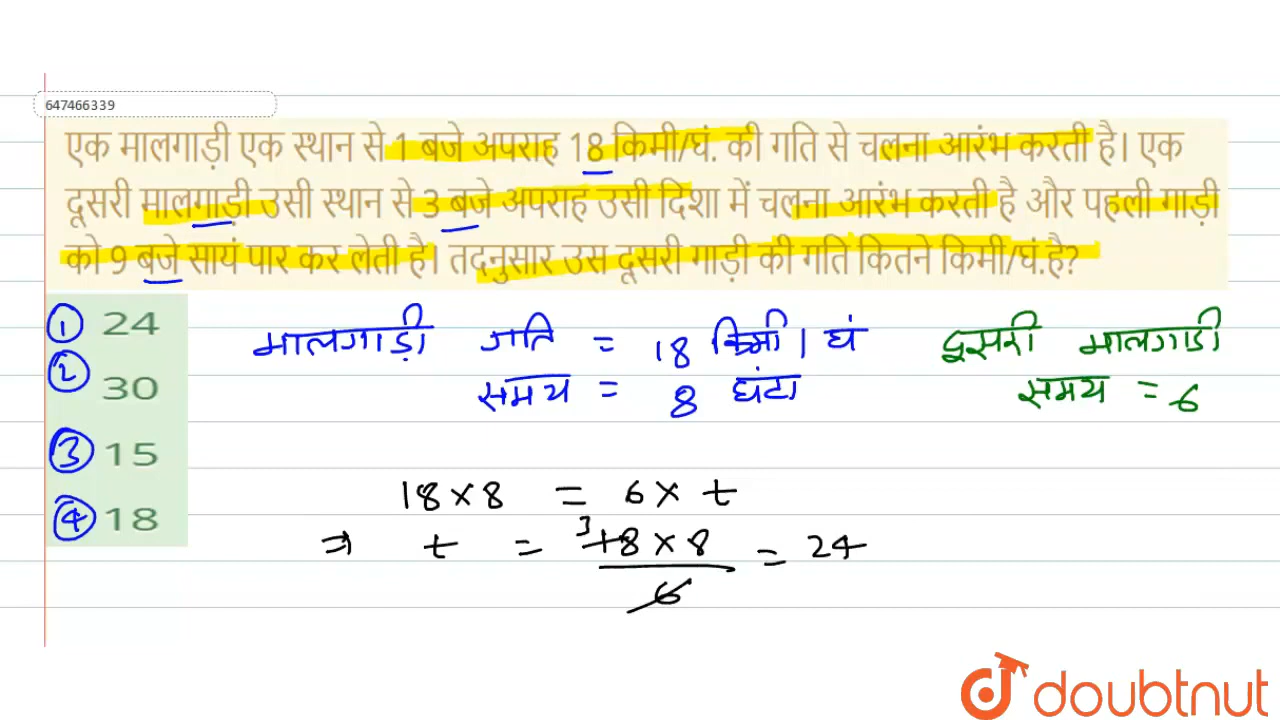 647466339
एक मालगाड़ी एक स्थान से 1 बजे अपराह 18 किमी/घं. की गति से चलना आरंभ करती है। एक
दूसरी मालगाड़ी उसी स्थान से 3 बजे अपराह उसी दिशा में चलना आरंभ करती है और पहली गाड़ी
को 9 बजे सायं पार कर लेती है। तदनुसार उस दूसरी गाड़ी की गति कितने किमी/घं.है?
1 24
2 30
3 15
4 18
मालगाड़ी गति = 18 किमी। घं
समय = 8 घंटा
दूसरी मालगाडी
समय = 6
18 × 8 = 6 × t
⇒ t = 3 18 × 8 / 6 = 24
doubtnut